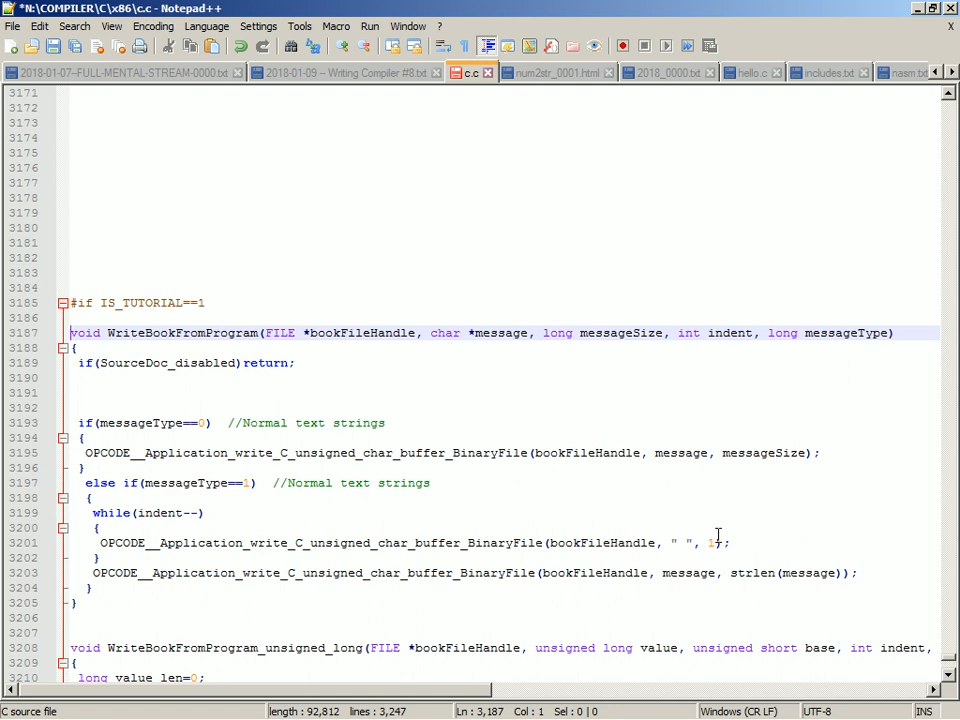 *N:\COMPILER\C\x86\c.c - Notepad++
File Edit Search View Encoding Language Settings Tools Macro Run Window ? X
2018-01-07--FULL-MENTAL-STREAM-0000.txt 2018-01-09 -- Writing Compiler #8.txt c.c num2str_0001.html 2018_0000.txt hello.c includes.txt nasm.txt
3171
3172
3173
3174
3175
3176
3177
3178
3179
3180
3181
3182
3183
3184
3185 #if IS_TUTORIAL==1
3186
3187 void WriteBookFromProgram(FILE *bookFileHandle, char *message, long messageSize, int indent, long messageType)
3188 {
3189 if(SourceDoc_disabled)return;
3190
3191
3192
3193 if(messageType==0) //Normal text strings
3194 {
3195 OPCODE__Application_write_C_unsigned_char_buffer_BinaryFile(bookFileHandle, message, messageSize);
3196 }
3197 else if(messageType==1) //Normal text strings
3198 {
3199 while(indent--)
3200 {
3201 OPCODE__Application_write_C_unsigned_char_buffer_BinaryFile(bookFileHandle, " ", 1);
3202 }
3203 OPCODE__Application_write_C_unsigned_char_buffer_BinaryFile(bookFileHandle, message, strlen(message));
3204 }
3205 }
3206
3207
3208 void WriteBookFromProgram_unsigned_long(FILE *bookFileHandle, unsigned long value, unsigned short base, int indent,
3209 {
3210 long value_len=0;
C source file length : 92,812 lines : 3,247 Ln : 3,187 Col : 1 Sel : 0 | 0 Windows (CR LF) UTF-8 INS